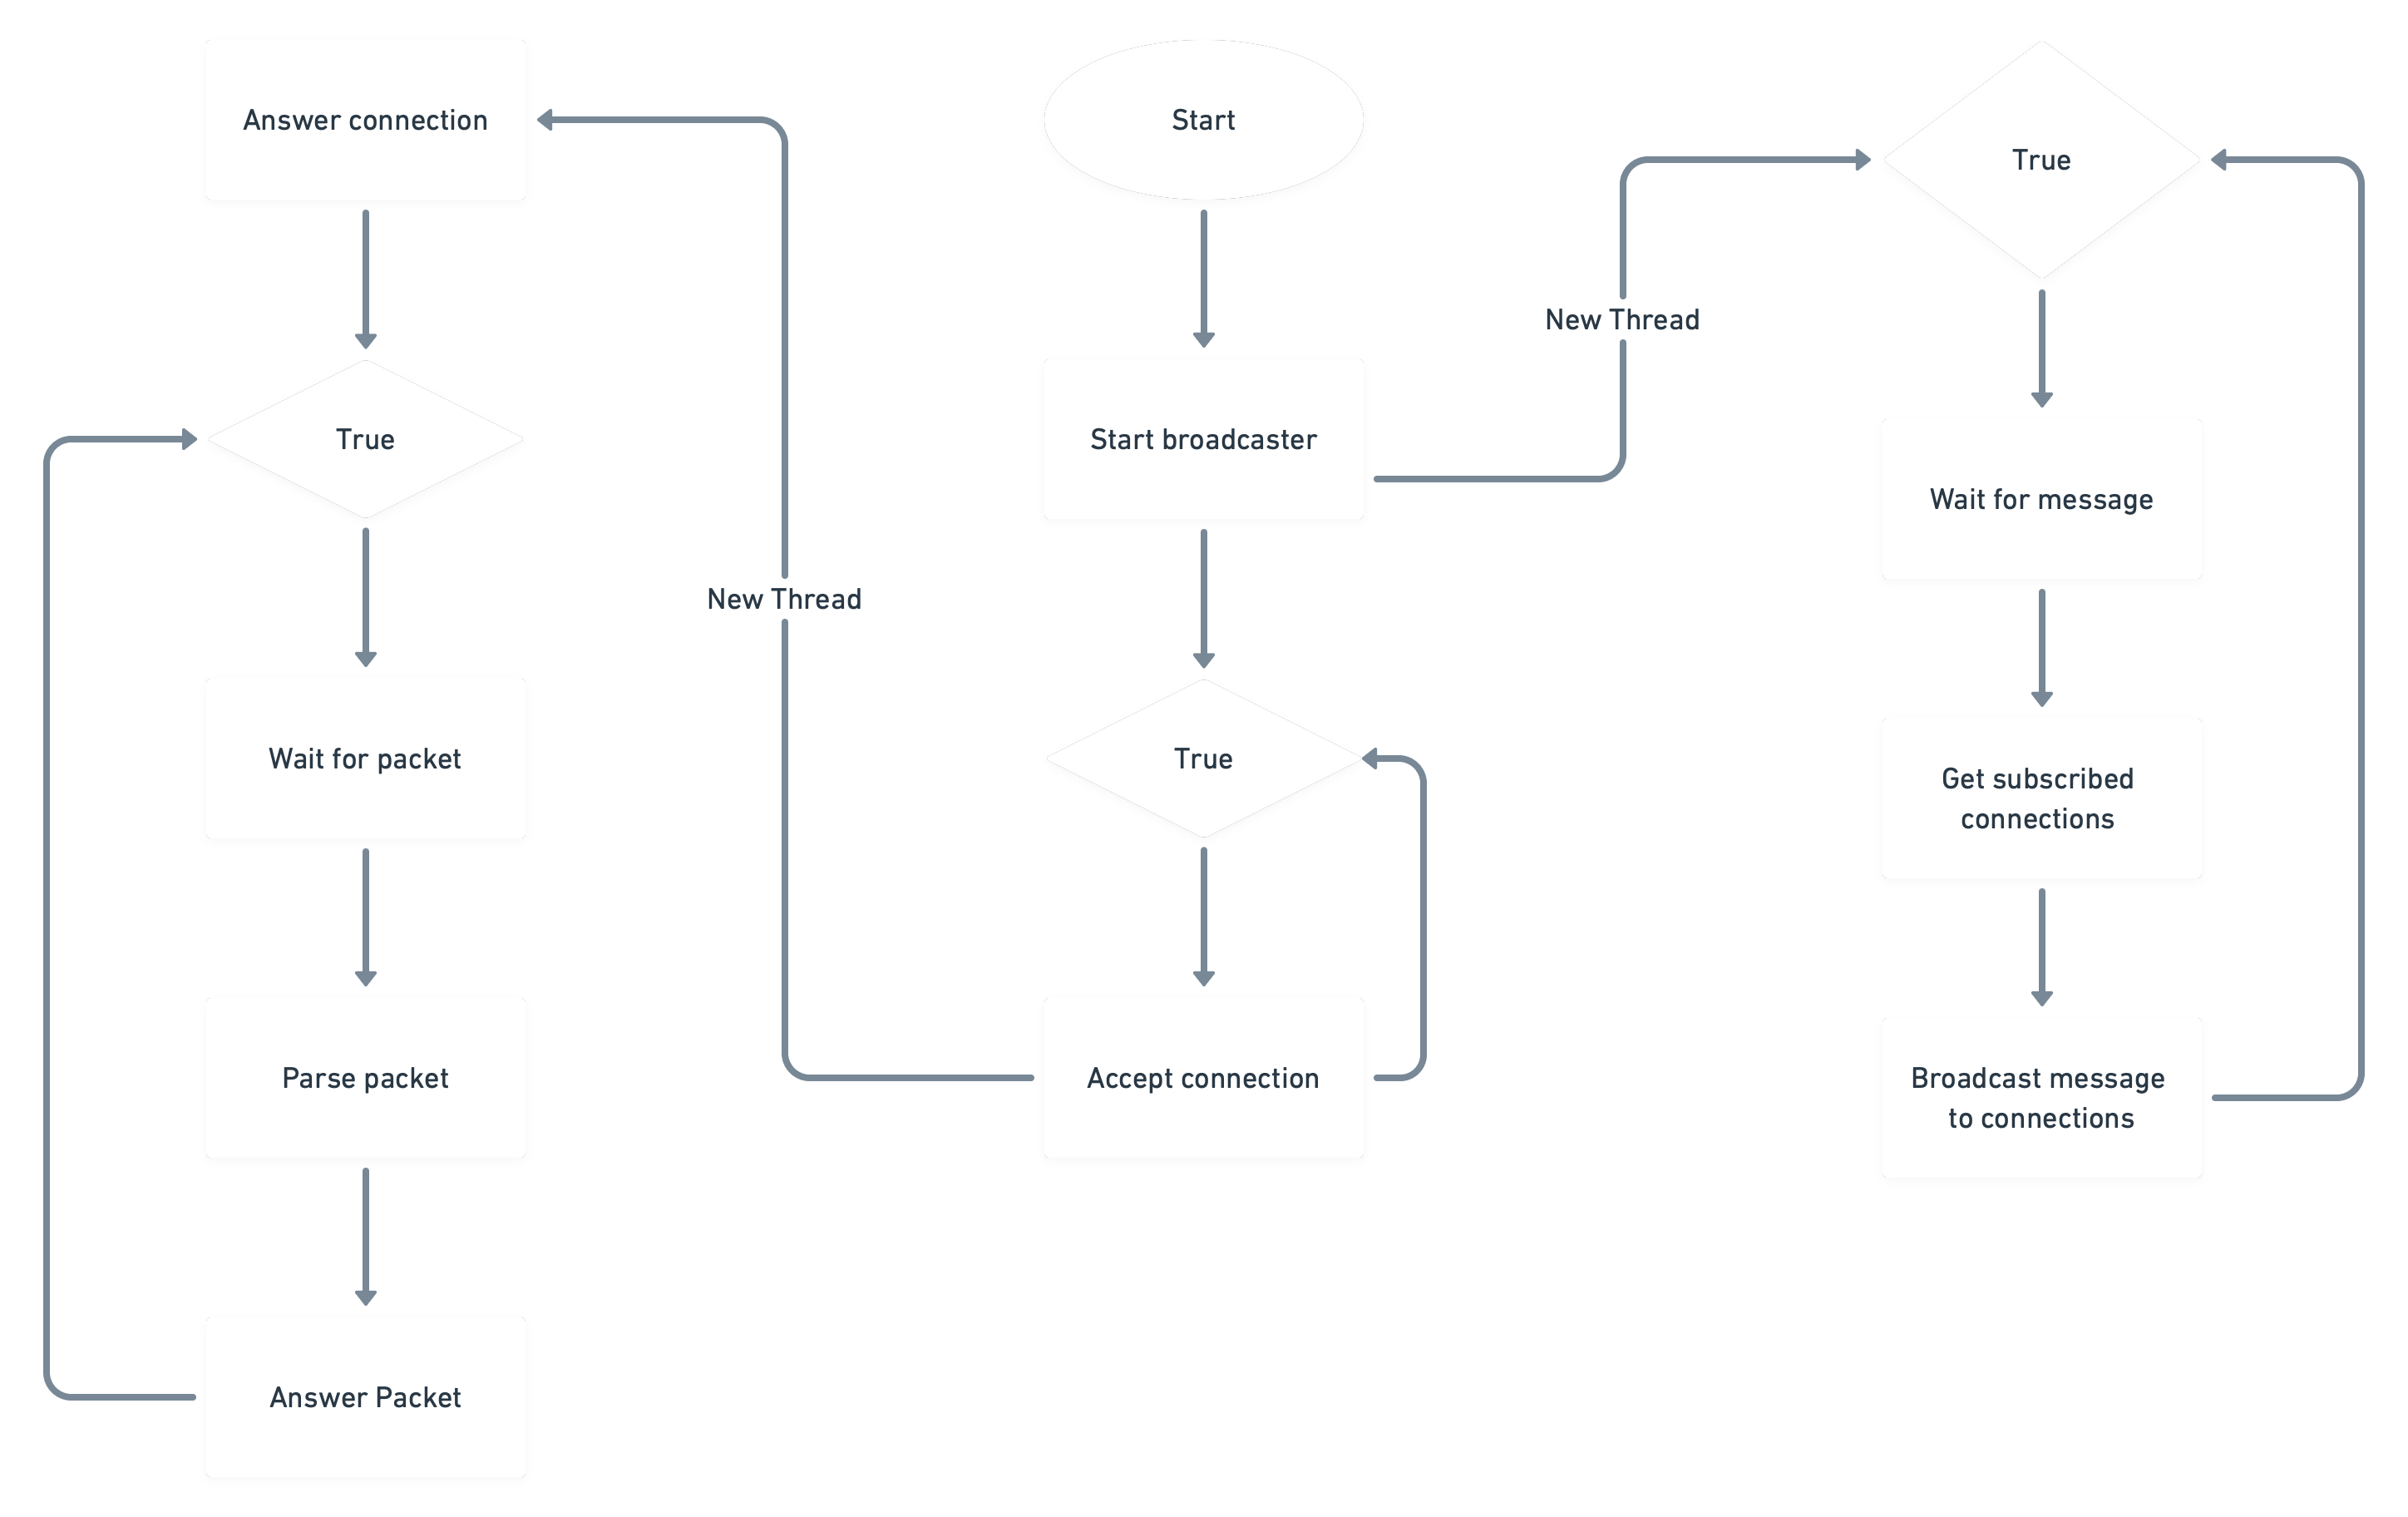 Answer connection
True
Wait for packet
Parse packet
Answer Packet
New Thread
Start
Start broadcaster
True
Accept connection
New Thread
True
Wait for message
Get subscribed
connections
Broadcast message
to connections